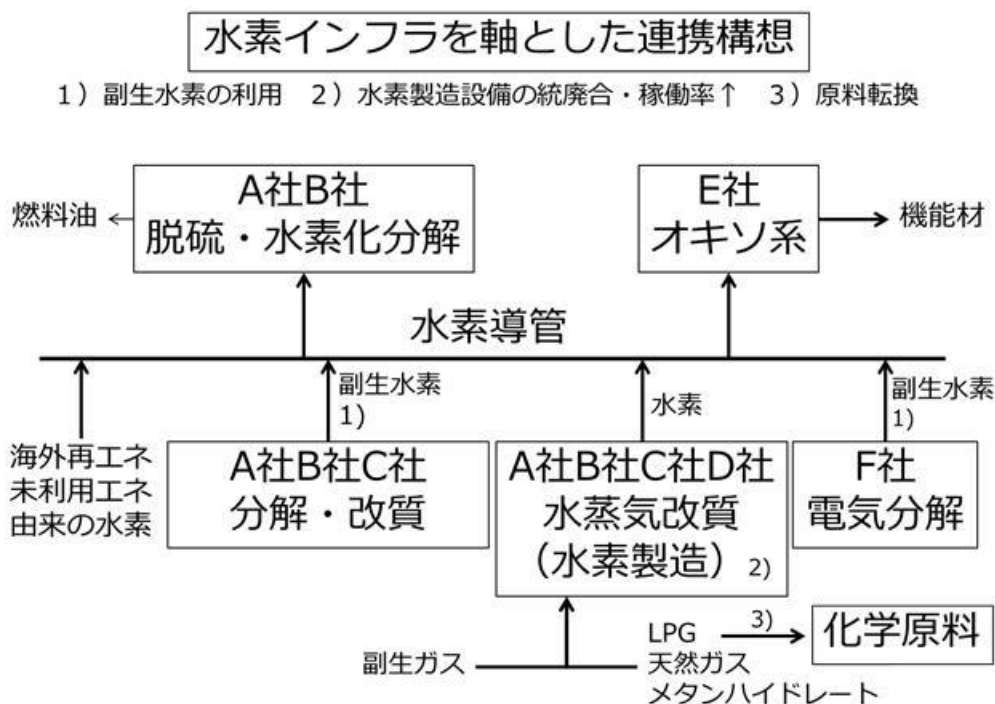 水素インフラを軸とした連携構想
1）副生水素の利用　2）水素製造設備の統廃合・稼働率↑　3）原料転換
A社B社
脱硫・水素化分解
燃料油
E社
オキソ系
機能材
水素導管
副生水素
1)
水素
副生水素
1)
海外再エネ
未利用エネ
由来の水素
A社B社C社
分解・改質
A社B社C社D社
水蒸気改質
（水素製造）2)
F社
電気分解
副生ガス
LPG
天然ガス
メタンハイドレート
3)
化学原料